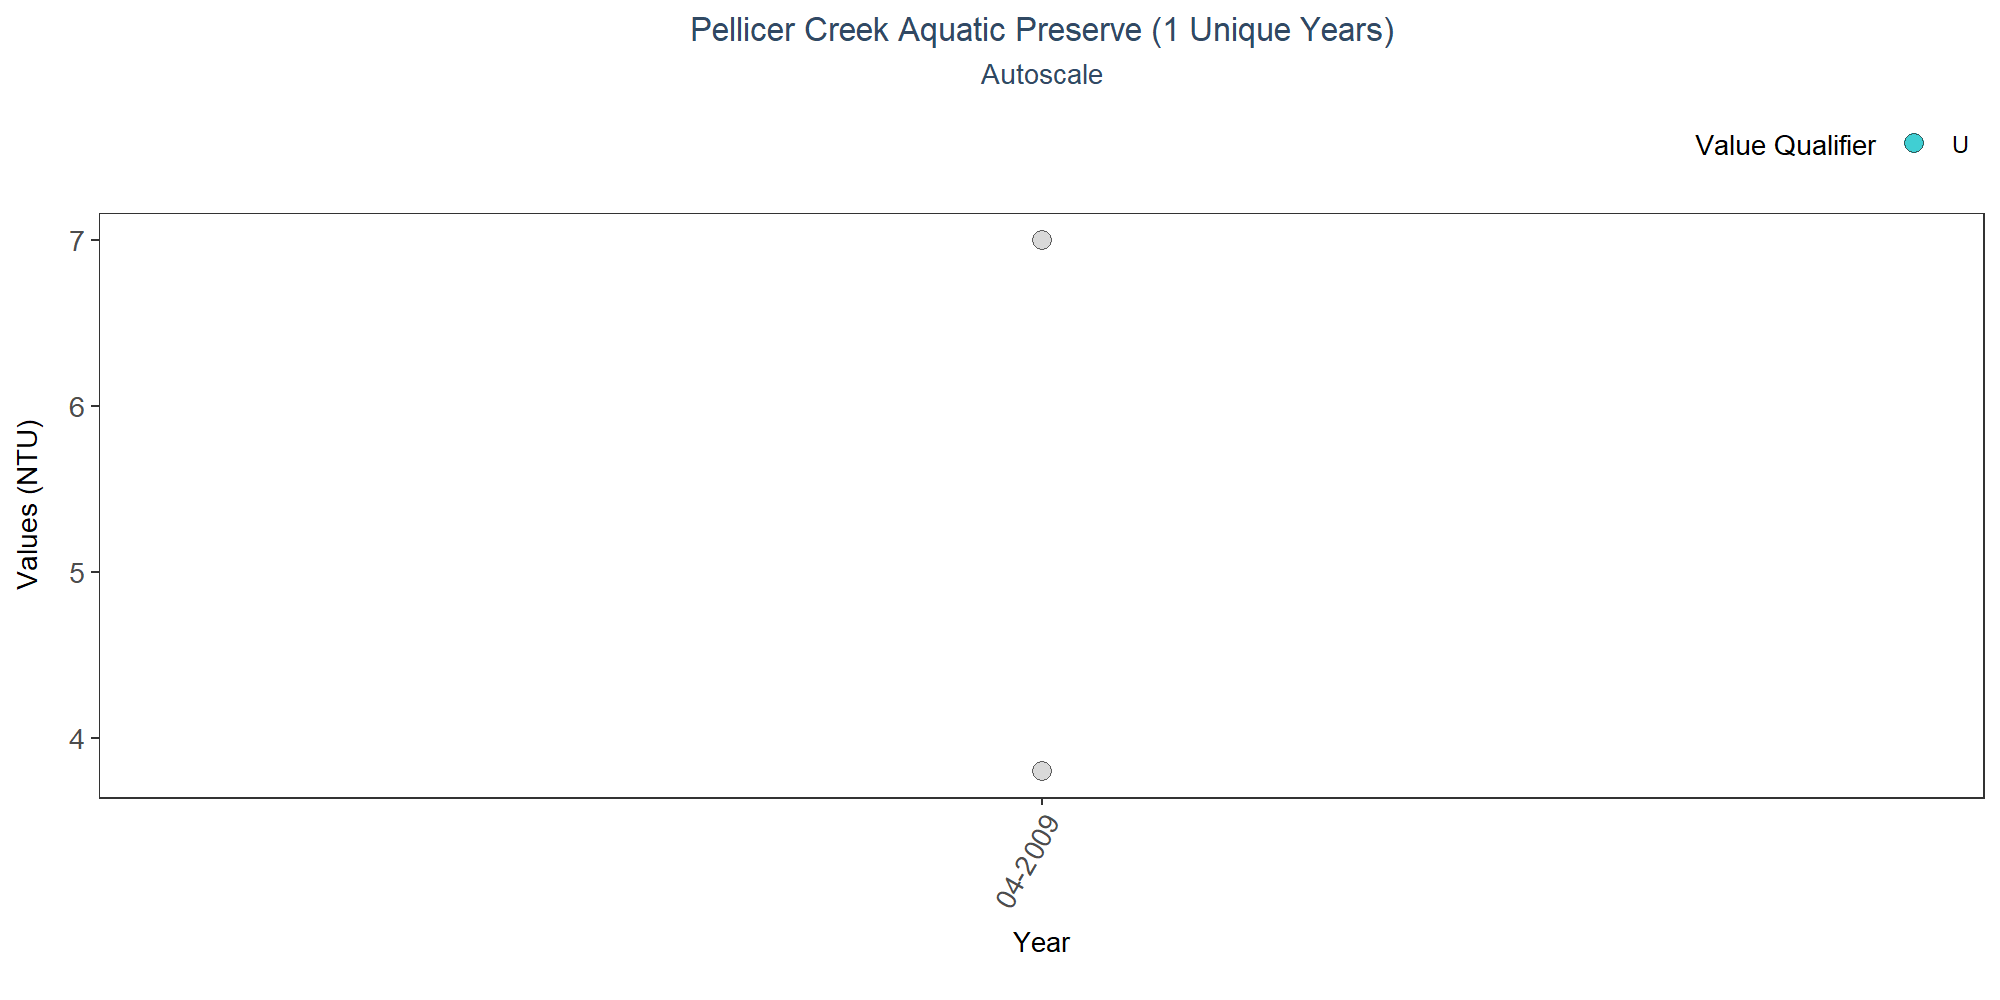 Pellicer Creek Aquatic Preserve (1 Unique Years)
Autoscale
Value Qualifier U
7
6
5
4
Values (NTU)
04-2009
Year